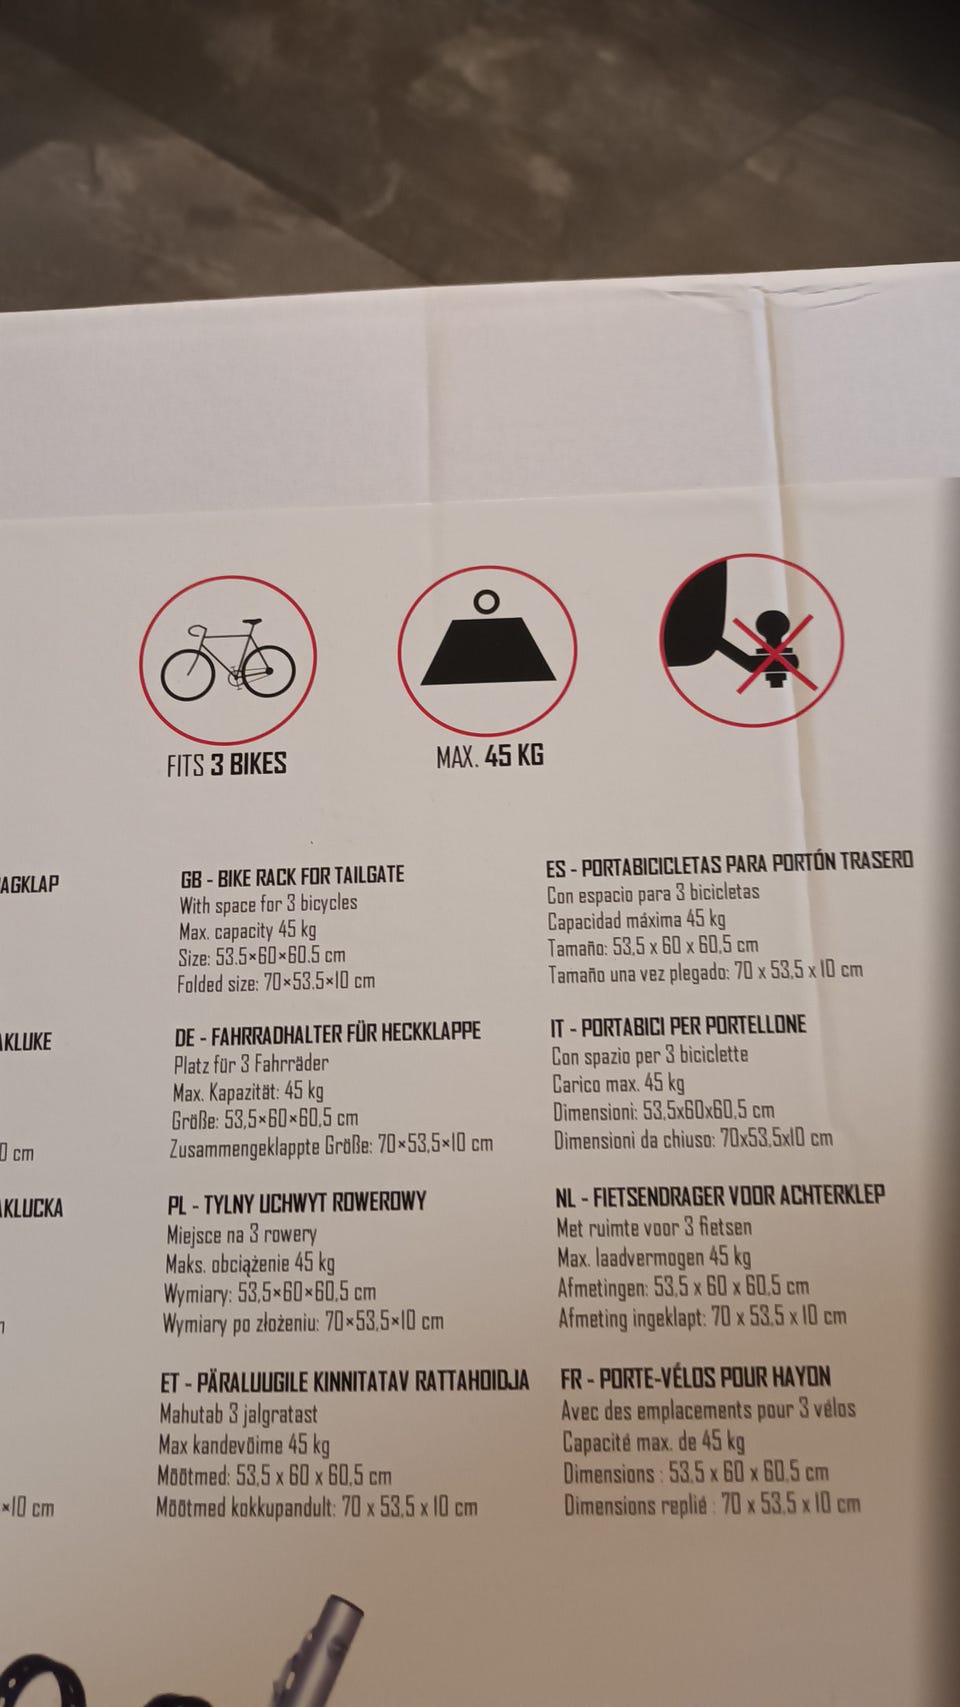 FITS 3 BIKES
MAX. 45 KG
AGKLAP
KLUKE
0 cm
KLUCKA
×10 cm
GB - BIKE RACK FOR TAILGATE
With space for 3 bicycles
Max. capacity 45 kg
Size: 53.5×60×60.5 cm
Folded size: 70×53.5×10 cm
DE - FAHRRADHALTER FÜR HECKKLAPPE
Platz für 3 Fahrräder
Max. Kapazität: 45 kg
Größe: 53,5×60×60,5 cm
Zusammengeklappte Größe: 70×53,5×10 cm
PL - TYLNY UCHWYT ROWEROWY
Miejsce na 3 rowery
Maks. obciążenie 45 kg
Wymiary: 53,5×60×60,5 cm
Wymiary po złożeniu: 70×53,5×10 cm
ET - PÄRALUUGILE KINNITATAV RATTAHOIDJA
Mahutab 3 jalgratast
Max kandevõime 45 kg
Mõõtmed: 53,5 x 60 x 60,5 cm
Mõõtmed kokkupandult: 70 x 53,5 x 10 cm
ES - PORTABICICLETAS PARA PORTÓN TRASERO
Con espacio para 3 bicicletas
Capacidad máxima 45 kg
Tamaño: 53,5 x 60 x 60,5 cm
Tamaño una vez plegado: 70 x 53,5 x 10 cm
IT - PORTABICI PER PORTELLONE
Con spazio per 3 biciclette
Carico max. 45 kg
Dimensioni: 53,5x60x60,5 cm
Dimensioni da chiuso: 70x53,5x10 cm
NL - FIETSENDRAGER VOOR ACHTERKLEP
Met ruimte voor 3 fietsen
Max. laadvermogen 45 kg
Afmetingen: 53,5 x 60 x 60,5 cm
Afmeting ingeklapt: 70 x 53,5 x 10 cm
FR - PORTE-VÉLOS POUR HAYON
Avec des emplacements pour 3 vélos
Capacité max. de 45 kg
Dimensions : 53,5 x 60 x 60,5 cm
Dimensions replié : 70 x 53,5 x 10 cm